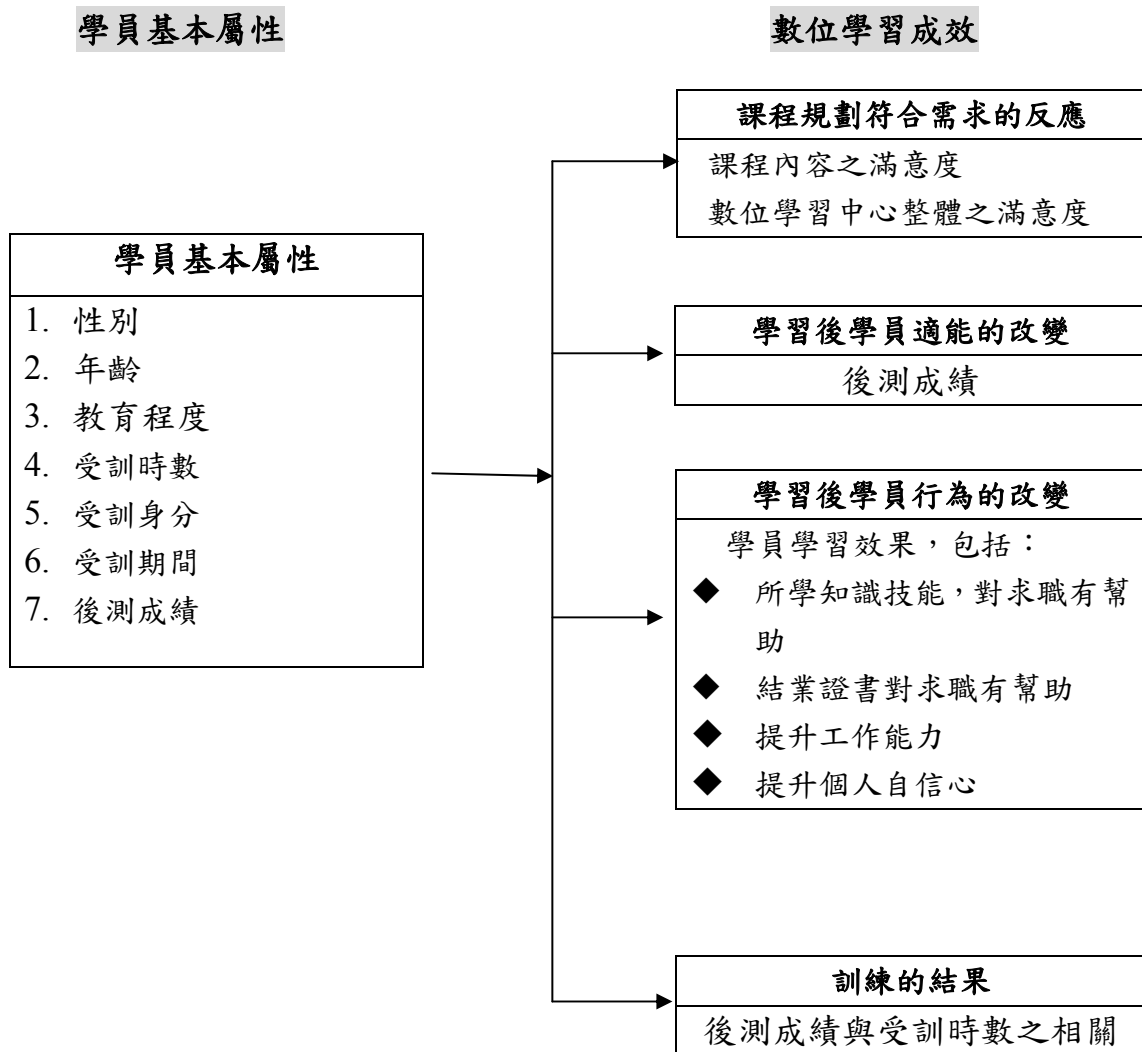 學員基本屬性
數位學習成效
學員基本屬性
1. 性別
2. 年齡
3. 教育程度
4. 受訓時數
5. 受訓身分
6. 受訓期間
7. 後測成績
課程規劃符合需求的反應
課程內容之滿意度
數位學習中心整體之滿意度
學習後學員適能的改變
後測成績
學習後學員行為的改變
學員學習效果，包括：
◆ 所學知識技能，對求職有幫
助
◆ 結業證書對求職有幫助
◆ 提升工作能力
◆ 提升個人自信心
訓練的結果
後測成績與受訓時數之相關